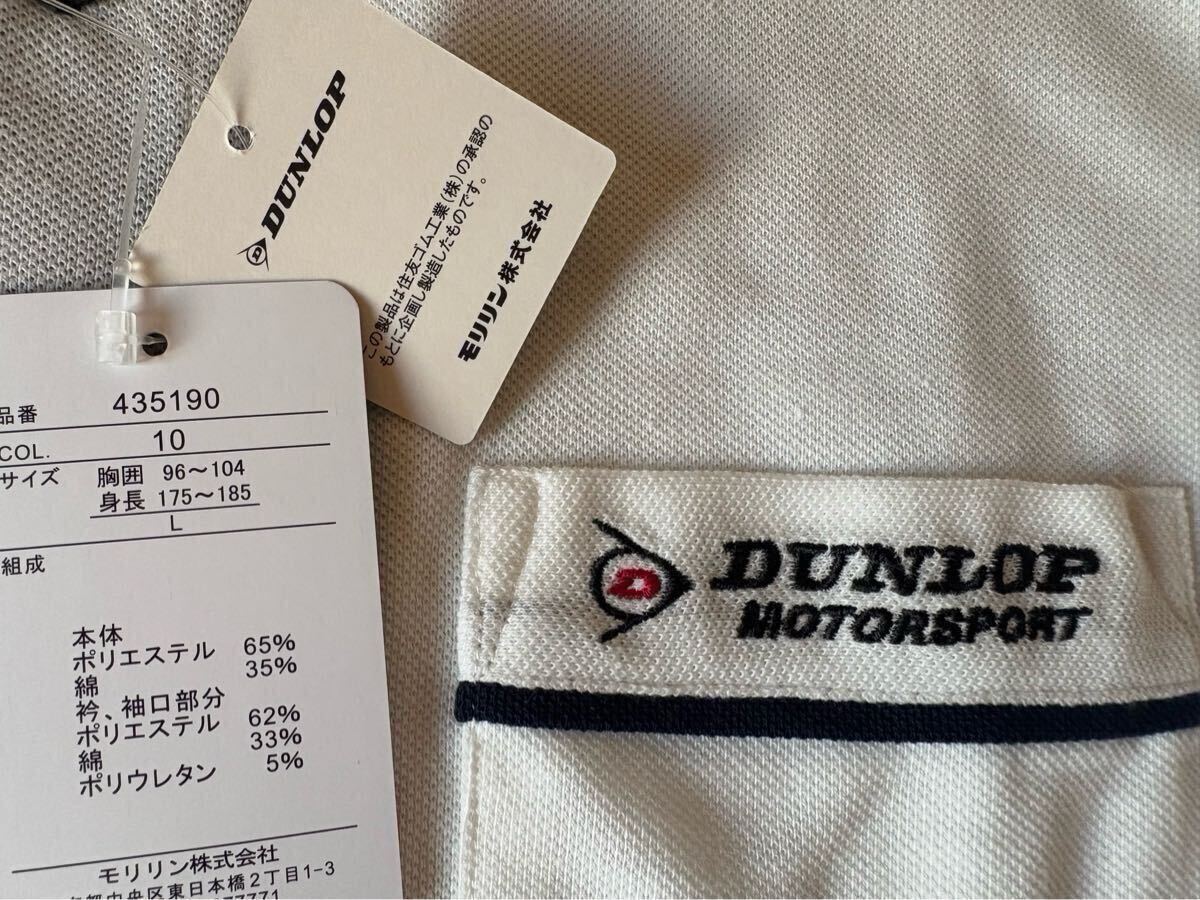 DUNLOP
この製品は住友ゴム工業(株)の承認の
もとに企画し製造したものです。
モリリン株式会社
品番 435190
COL. 10
サイズ 胸囲 96〜104
身長 175〜185
L
組成
本体
ポリエステル 65%
綿 35%
衿、袖口部分
ポリエステル 62%
綿 33%
ポリウレタン 5%
モリリン株式会社
都中央区東日本橋2丁目1-3
D DUNLOP
MOTORSPORT